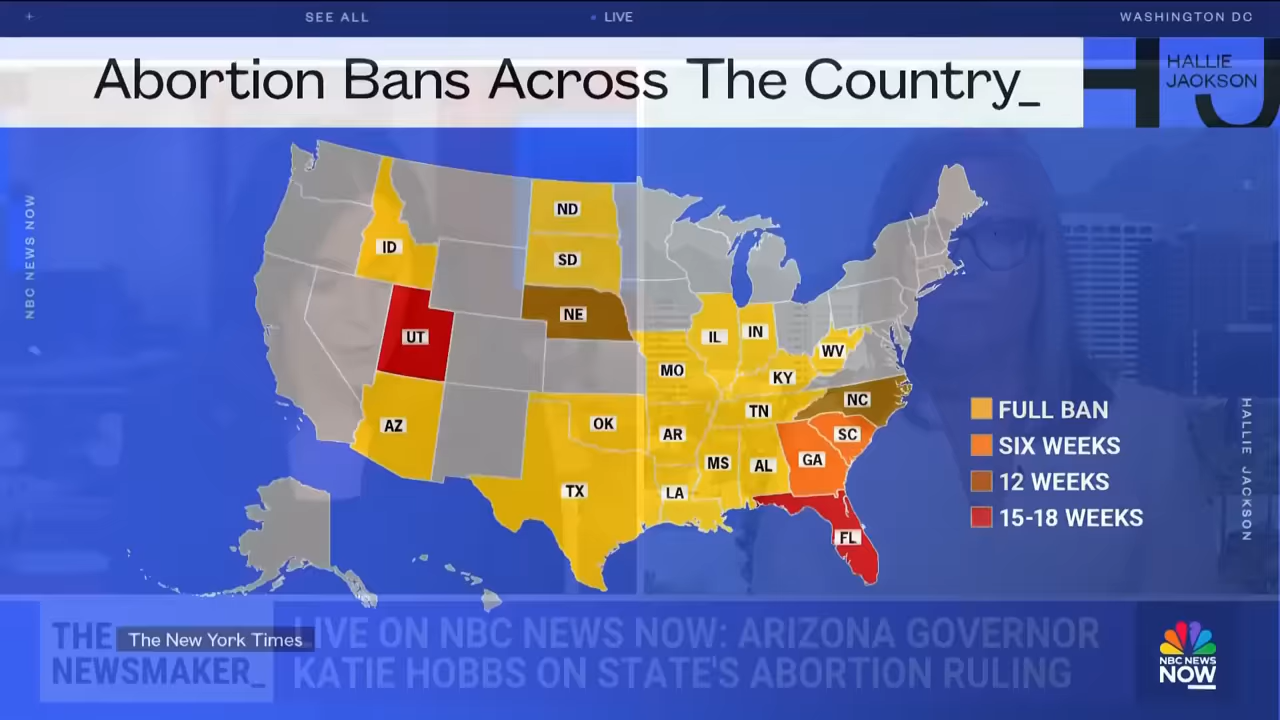 SEE ALL
LIVE
WASHINGTON DC
Abortion Bans Across The Country_
HALLIE
JACKSON
HJ
NBC NEWS NOW
ND
ID
SD
NE
UT
IL
IN
WV
MO
KY
NC
AZ
OK
TN
AR
SC
MS
AL
GA
TX
LA
FL
FULL BAN
SIX WEEKS
12 WEEKS
15-18 WEEKS
HALLIE JACKSON
THE
NEWSMAKER_
The New York Times
LIVE ON NBC NEWS NOW: ARIZONA GOVERNOR
KATIE HOBBS ON STATE'S ABORTION RULING
NBC NEWS
NOW